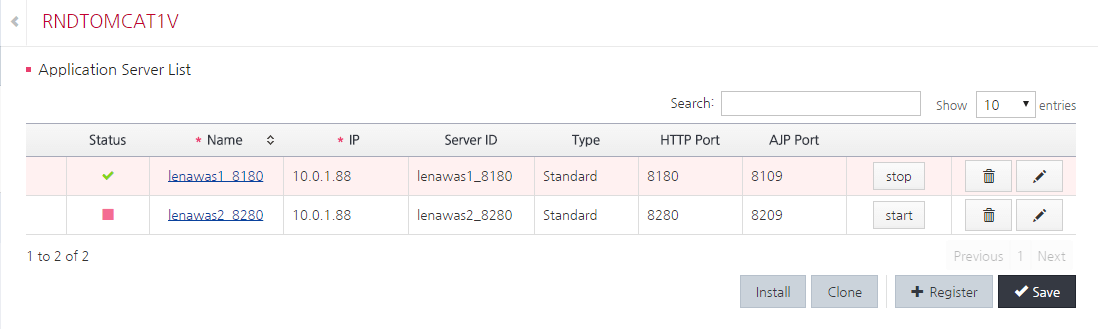 RNDTOMCAT1V
Application Server List
Search:
Show 10 entries
Status * Name * IP Server ID Type HTTP Port AJP Port
lenawas1_8180 10.0.1.88 lenawas1_8180 Standard 8180 8109 stop
lenawas2_8280 10.0.1.88 lenawas2_8280 Standard 8280 8209 start
1 to 2 of 2
Previous 1 Next
Install Clone + Register Save